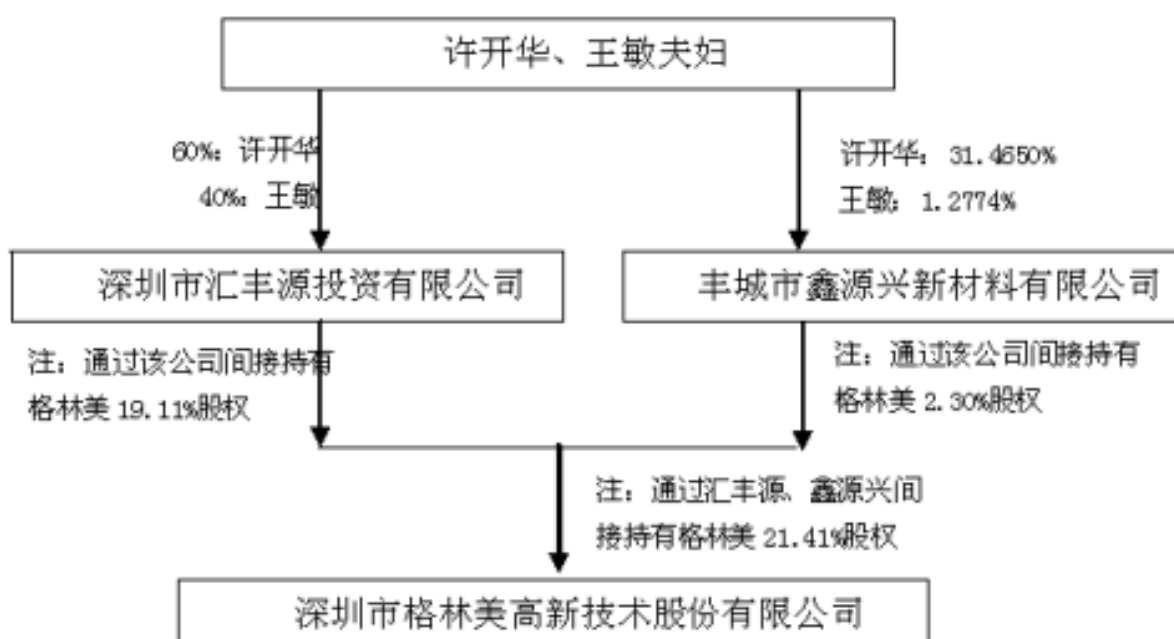 许开华、王敏夫妇
60%：许开华
40%：王敏
许开华：31.4650%
王敏：1.2774%
深圳市汇丰源投资有限公司
丰城市鑫源兴新材料有限公司
注：通过该公司间接持有
格林美 19.11%股权
注：通过该公司间接持有
格林美 2.30%股权
注：通过汇丰源、鑫源兴间
接持有格林美 21.41%股权
深圳市格林美高新技术股份有限公司